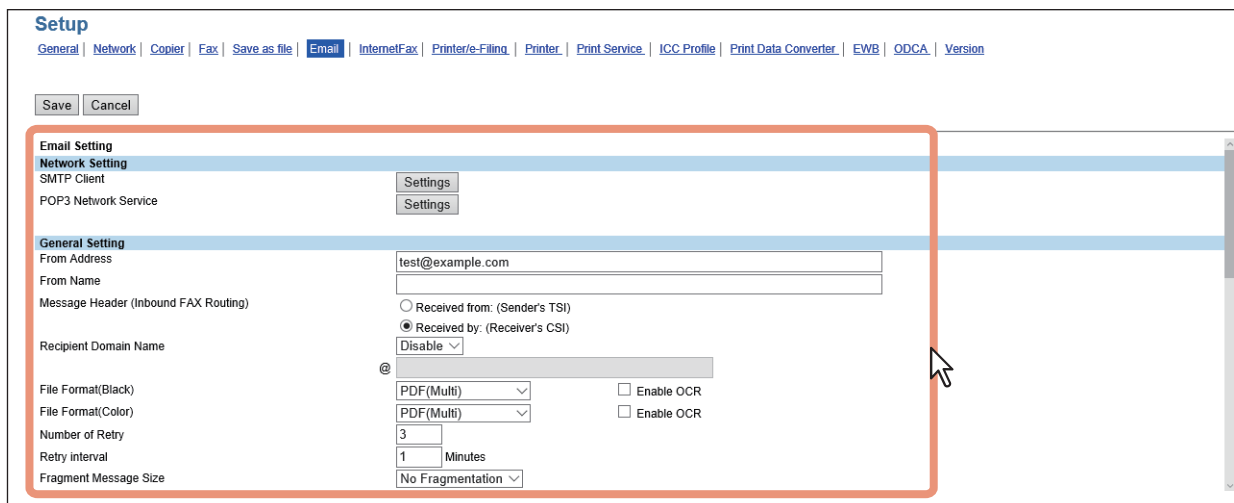 Setup
General | Network | Copier | Fax | Save as file | Email | InternetFax | Printer/e-Filing | Printer | Print Service | ICC Profile | Print Data Converter | EWB | ODCA | Version
Save Cancel
Email Setting
Network Setting
SMTP Client Settings
POP3 Network Service Settings
General Setting
From Address test@example.com
From Name
Message Header (Inbound FAX Routing) Received from: (Sender's TSI)
Received by: (Receiver's CSI)
Recipient Domain Name Disable
@
File Format(Black) PDF(Multi) Enable OCR
File Format(Color) PDF(Multi) Enable OCR
Number of Retry 3
Retry interval 1 Minutes
Fragment Message Size No Fragmentation